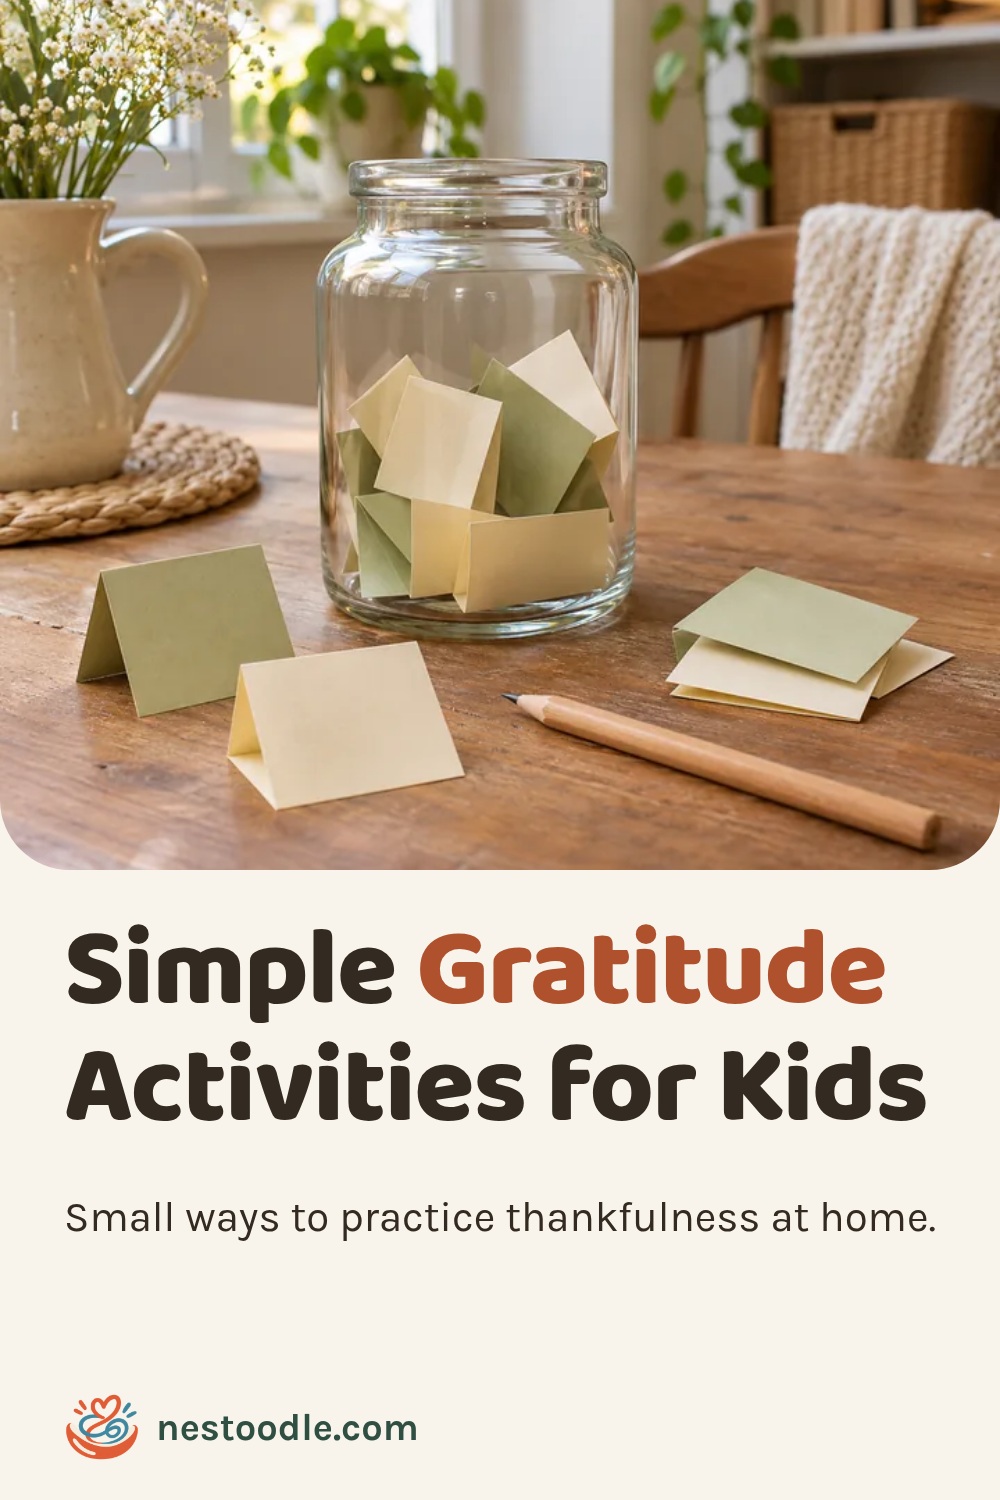 Simple Gratitude
Activities for Kids
Small ways to practice thankfulness at home.
nestoodle.com